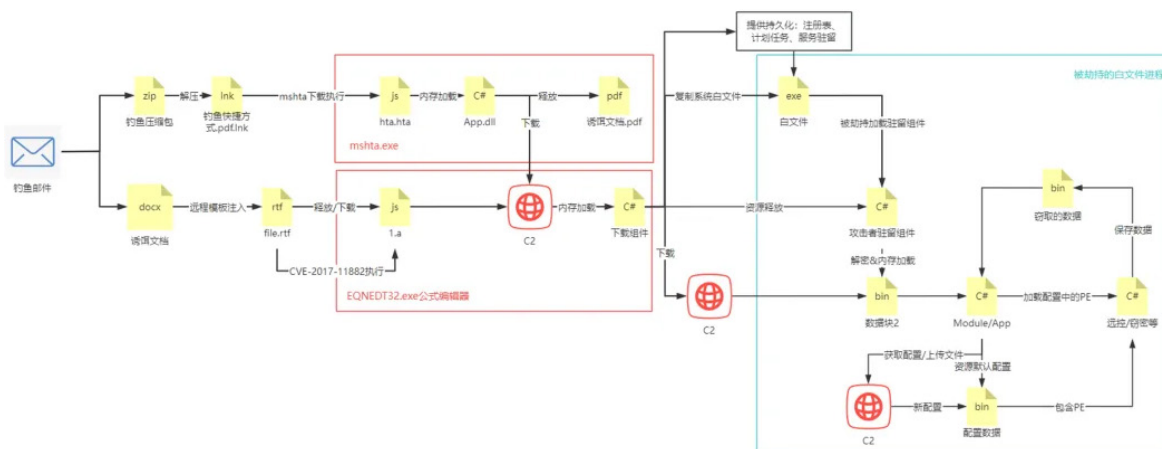 提供持久化：注册表、
计划任务、服务驻留
被劫持的白文件进程
zip
解压
lnk
mshta下载执行
js
内存加载
C#
释放
pdf
复制系统白文件
exe
钓鱼压缩包
钓鱼快捷方
式.pdf.lnk
hta.hta
App.dll
诱饵文档.pdf
白文件
下载
被劫持加载驻留组件
mshta.exe
钓鱼邮件
bin
窃取的数据
docx
远程模板注入
rtf
释放/下载
js
内存加载
C#
资源释放
C#
保存数据
诱饵文档
file.rtf
1.a
C2
下载组件
攻击者驻留组件
下载
解密&内存加载
CVE-2017-11882执行
EQNEDT32.exe公式编辑器
bin
C#
加载配置中的PE
C#
C2
数据块2
Module/App
远控/窃密等
获取配置/上传文件
资源默认配置
新配置
bin
包含PE
C2
配置数据